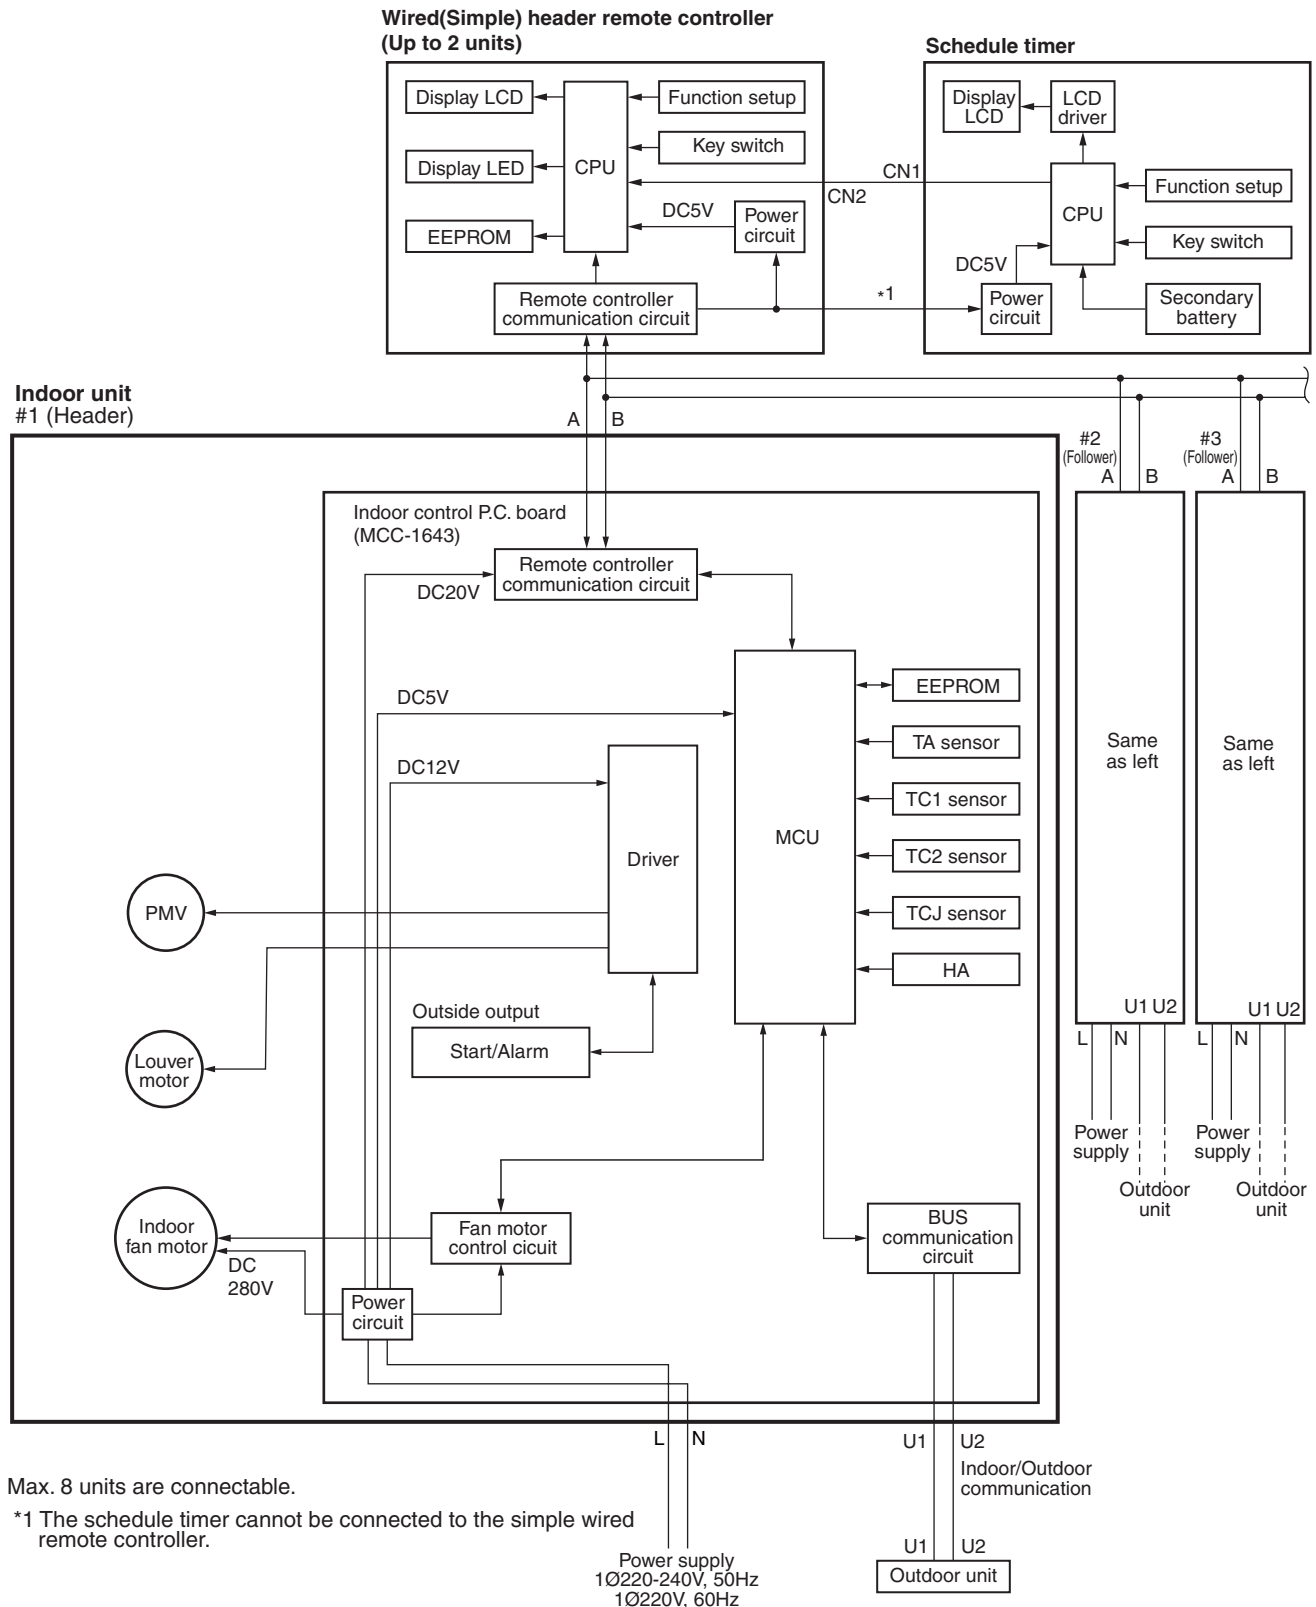 Wired(Simple) header remote controller
(Up to 2 units)
Display LCD
Display LED
EEPROM
CPU
Function setup
Key switch
DC5V
Power
circuit
Remote controller
communication circuit
CN1
CN2
*1
Schedule timer
Display
LCD
LCD
driver
CPU
Function setup
Key switch
DC5V
Power
circuit
Secondary
battery
Indoor unit
#1 (Header)
A
B
Indoor control P.C. board
(MCC-1643)
Remote controller
communication circuit
DC20V
DC5V
DC12V
Driver
MCU
EEPROM
TA sensor
TC1 sensor
TC2 sensor
TCJ sensor
HA
PMV
Louver
motor
Outside output
Start/Alarm
Indoor
fan motor
DC
280V
Fan motor
control cicuit
Power
circuit
BUS
communication
circuit
#2
(Follower)
A
B
Same
as left
U1 U2
L
N
Power
supply
Outdoor
unit
#3
(Follower)
A
B
Same
as left
U1 U2
L
N
Power
supply
Outdoor
unit
L
N
U1
U2
Indoor/Outdoor
communication
U1
U2
Outdoor unit
Max. 8 units are connectable.
*1 The schedule timer cannot be connected to the simple wired
remote controller.
Power supply
1Ø220-240V, 50Hz
1Ø220V, 60Hz